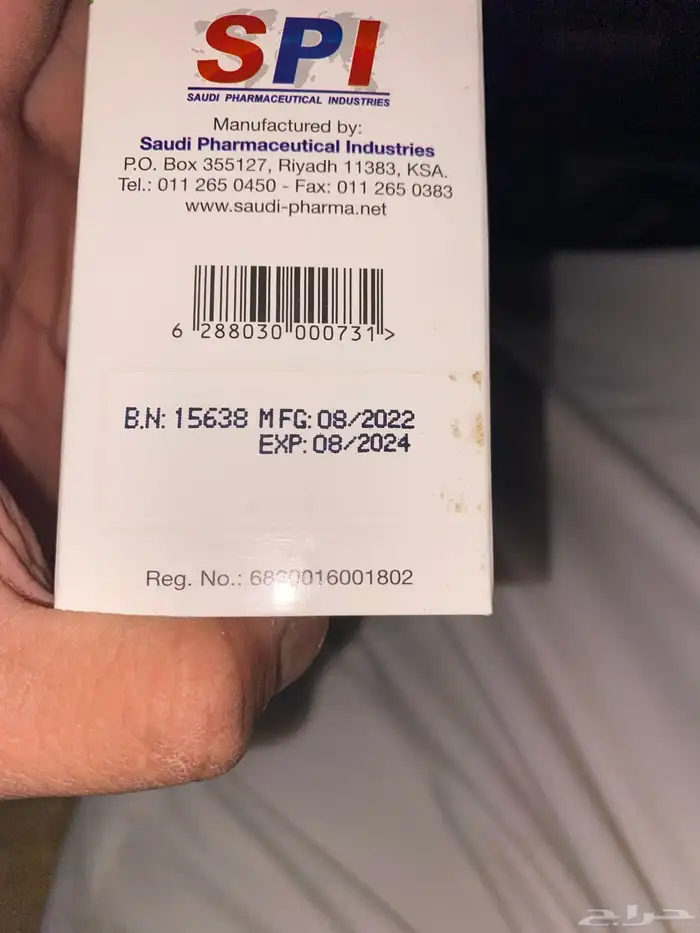 SPI
SAUDI PHARMACEUTICAL INDUSTRIES
Manufactured by:
Saudi Pharmaceutical Industries
P.O. Box 355127, Riyadh 11383, KSA.
Tel.: 011 265 0450 - Fax: 011 265 0383
www.saudi-pharma.net
6 288030 000731 >
B.N: 15638 MFG: 08/2022
EXP: 08/2024
Reg. No.:
حراج